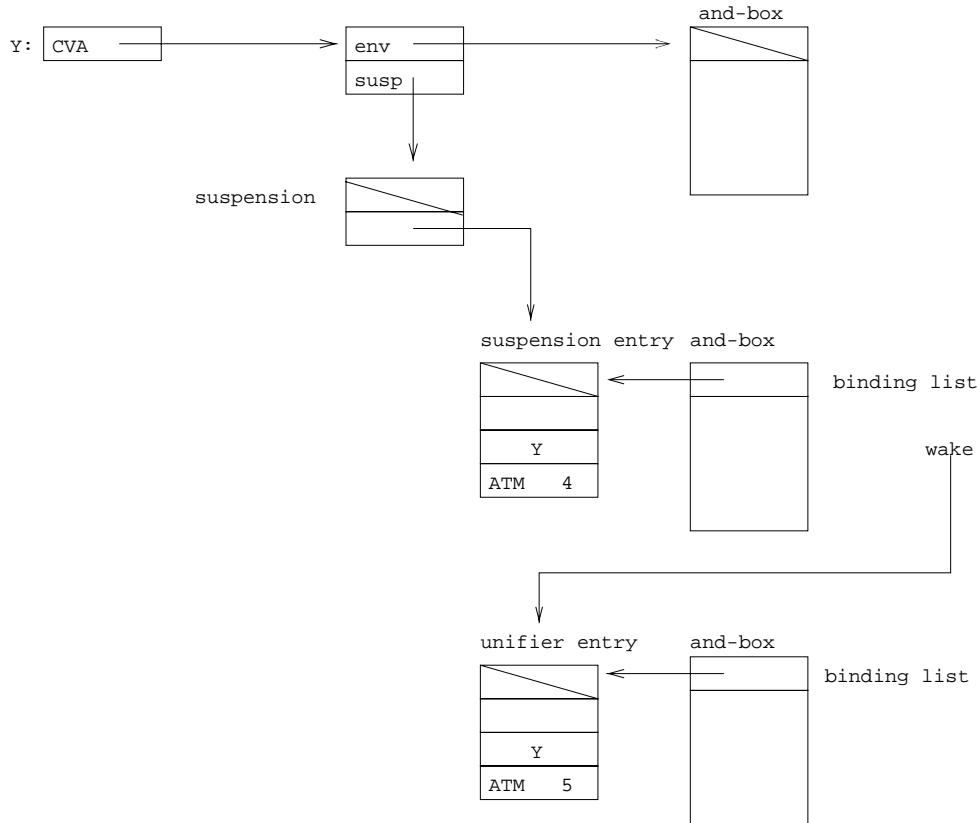 and-box
Y: CVA
env
susp
suspension
suspension entry and-box
binding list
Y
wake
ATM 4
unifier entry and-box
binding list
Y
ATM 5